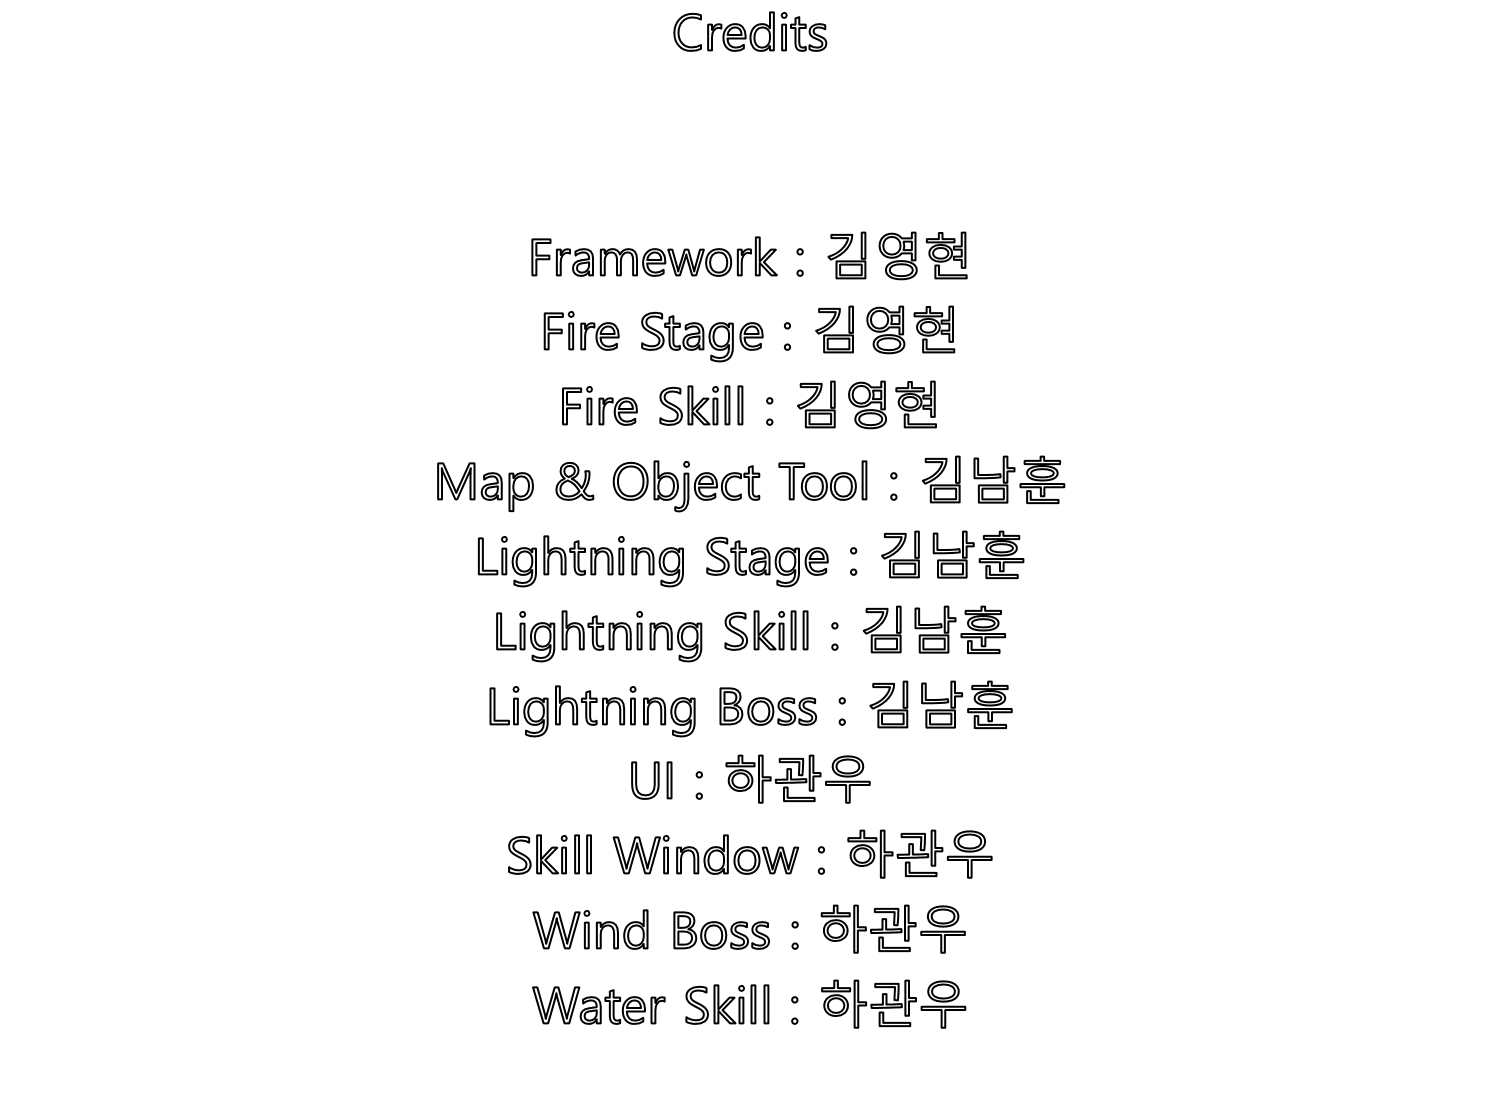 Credits
Framework : 김영현
Fire Stage : 김영현
Fire Skill : 김영현
Map & Object Tool : 김남훈
Lightning Stage : 김남훈
Lightning Skill : 김남훈
Lightning Boss : 김남훈
UI : 하관우
Skill Window : 하관우
Wind Boss : 하관우
Water Skill : 하관우